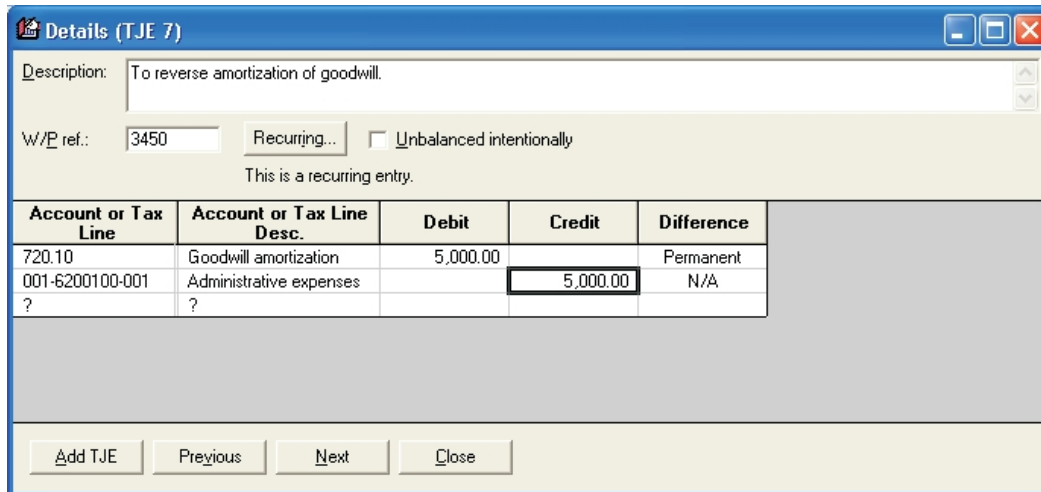 Details (TJE 7)
Description: To reverse amortization of goodwill.
W/P ref.: 3450 Recurring... Unbalanced intentionally
This is a recurring entry.
Account or Tax Line Account or Tax Line Desc. Debit Credit Difference
720.10 Goodwill amortization 5,000.00 Permanent
001-6200100-001 Administrative expenses 5,000.00 N/A
? ?
Add TJE Previous Next Close